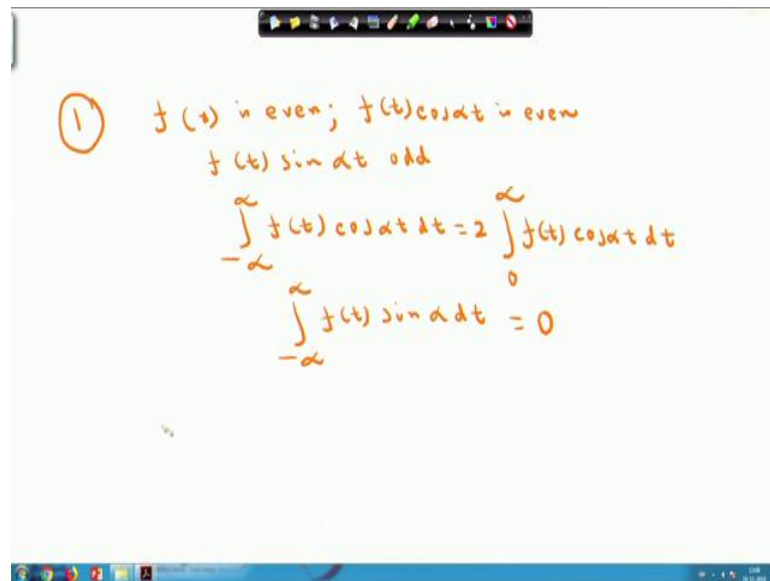 ① f(x) is even; f(t) cos αt is even
f(t) sin αt odd
∫_{-∞}^{∞} f(t) cos αt dt = 2 ∫_{0}^{∞} f(t) cos αt dt
∫_{-∞}^{∞} f(t) sin α dt = 0